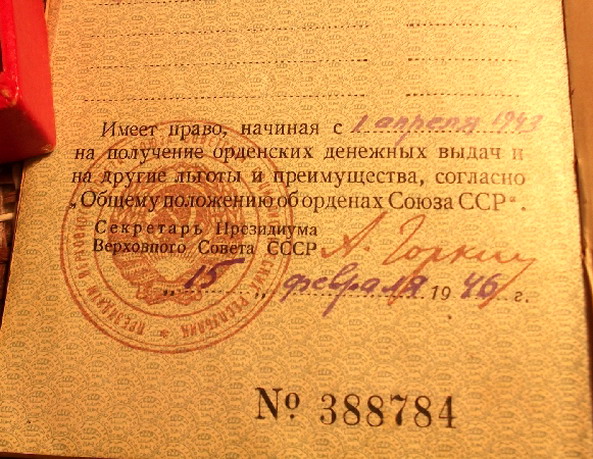 Имеет право, начиная с 1 апреля 1943
на получение орденских денежных выдач и
на другие льготы и преимущества, согласно
„Общему положению об орденах Союза ССР“.
Секретарь Президиума
Верховного Совета СССР А. Горкин
„15„ февраля 1946 г.
№ 388784